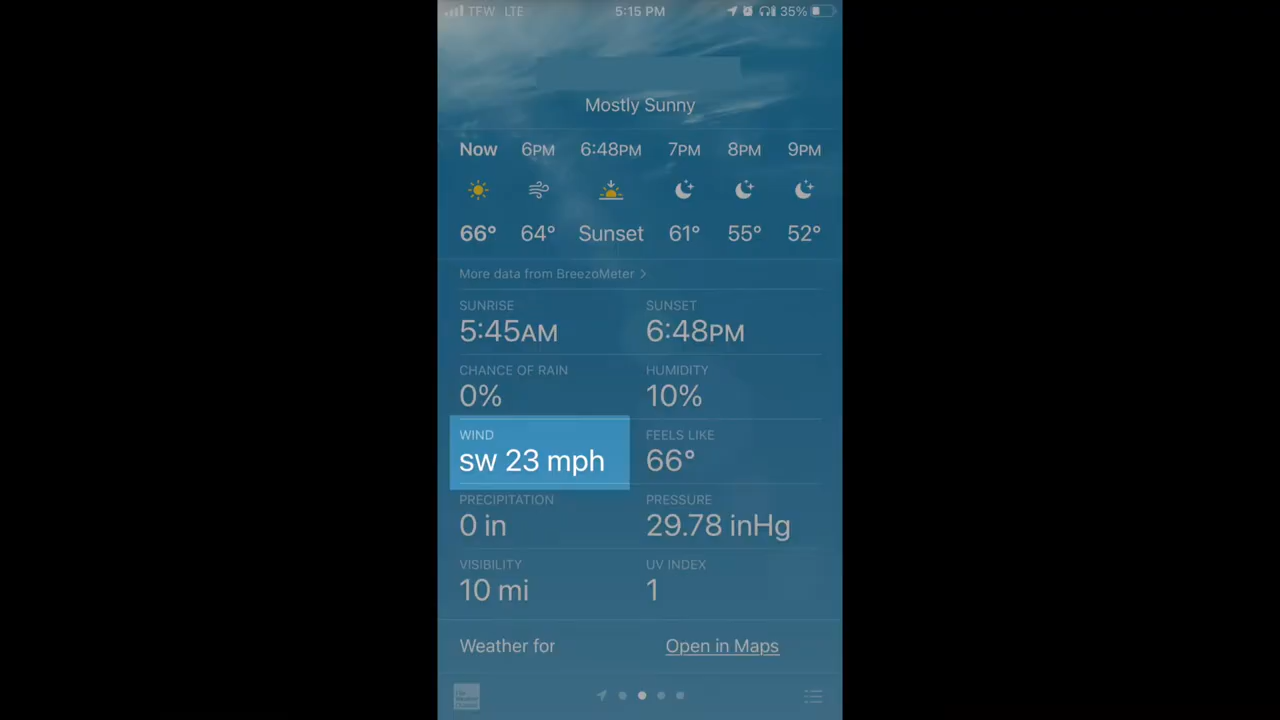 TFW LTE 5:15 PM 35%
Mostly Sunny
Now 6PM 6:48PM 7PM 8PM 9PM
66° 64° Sunset 61° 55° 52°
More data from BreezoMeter >
SUNRISE SUNSET
5:45AM 6:48PM
CHANCE OF RAIN HUMIDITY
0% 10%
WIND FEELS LIKE
sw 23 mph 66°
PRECIPITATION PRESSURE
0 in 29.78 inHg
VISIBILITY UV INDEX
10 mi 1
Weather for Open in Maps
The
Weather
Channel